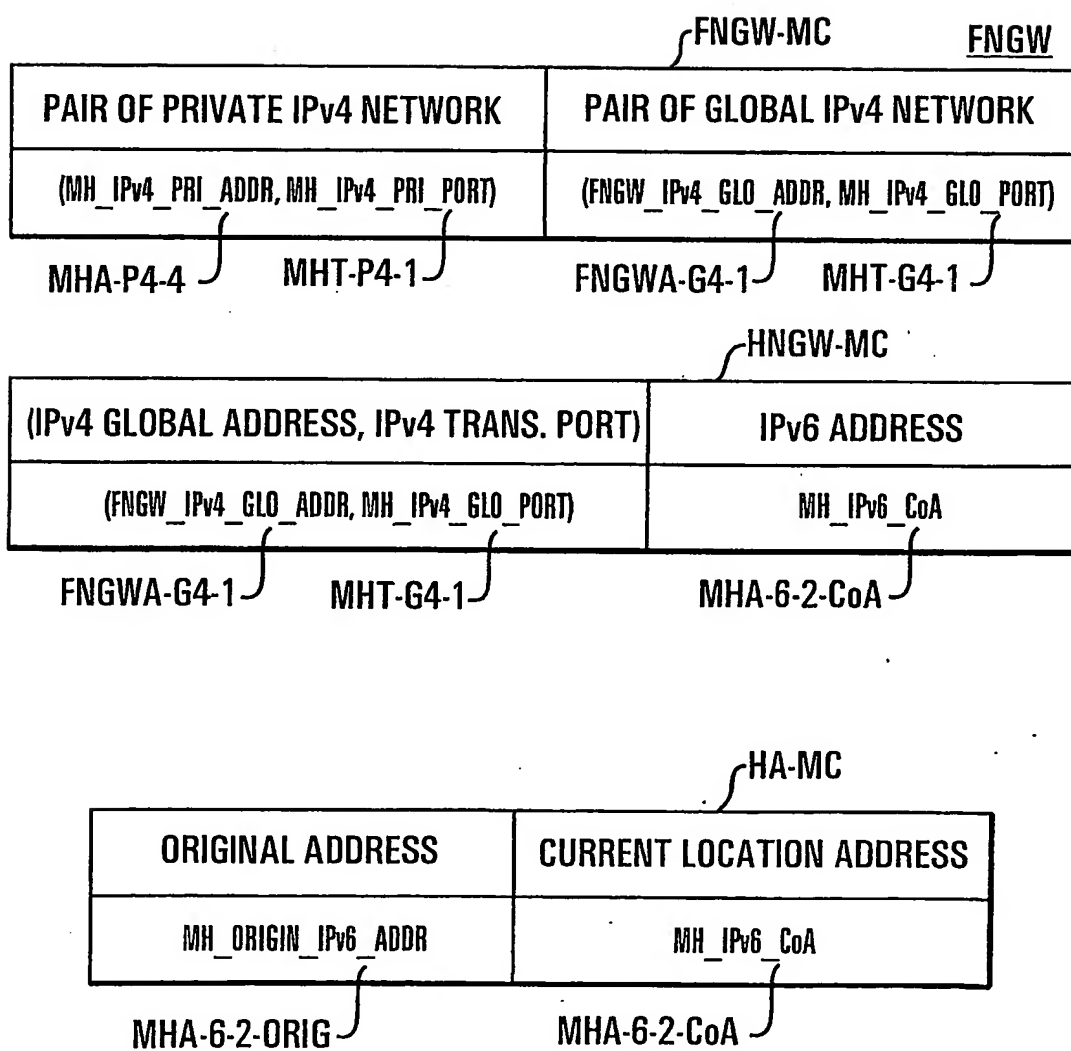 FNGW-MC FNGW
PAIR OF PRIVATE IPv4 NETWORK PAIR OF GLOBAL IPv4 NETWORK
(MH_IPv4_PRI_ADDR, MH_IPv4_PRI_PORT) (FNGW_IPv4_GLO_ADDR, MH_IPv4_GLO_PORT)
MHA-P4-4 MHT-P4-1 FNGWA-G4-1 MHT-G4-1
HNGW-MC
(IPv4 GLOBAL ADDRESS, IPv4 TRANS. PORT) IPv6 ADDRESS
(FNGW_IPv4_GLO_ADDR, MH_IPv4_GLO_PORT) MH_IPv6_CoA
FNGWA-G4-1 MHT-G4-1 MHA-6-2-CoA
HA-MC
ORIGINAL ADDRESS CURRENT LOCATION ADDRESS
MH_ORIGIN_IPv6_ADDR MH_IPv6_CoA
MHA-6-2-ORIG MHA-6-2-CoA